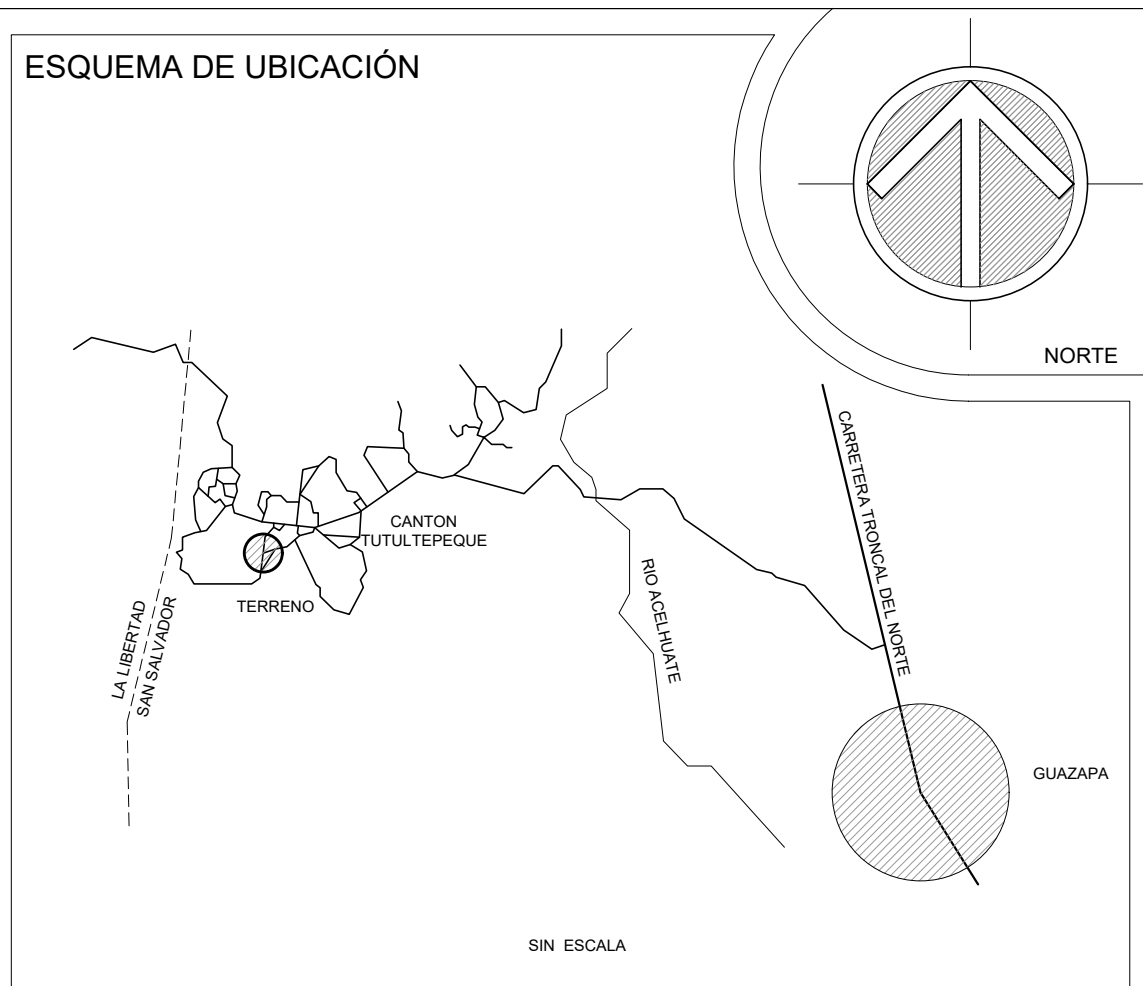 ESQUEMA DE UBICACIÓN
NORTE
CARRETERA TRONCAL DEL NORTE
CANTON
TUTULTEPEQUE
TERRENO
LA LIBERTAD
SAN SALVADOR
RIO ACELHUATE
GUAZAPA
SIN ESCALA